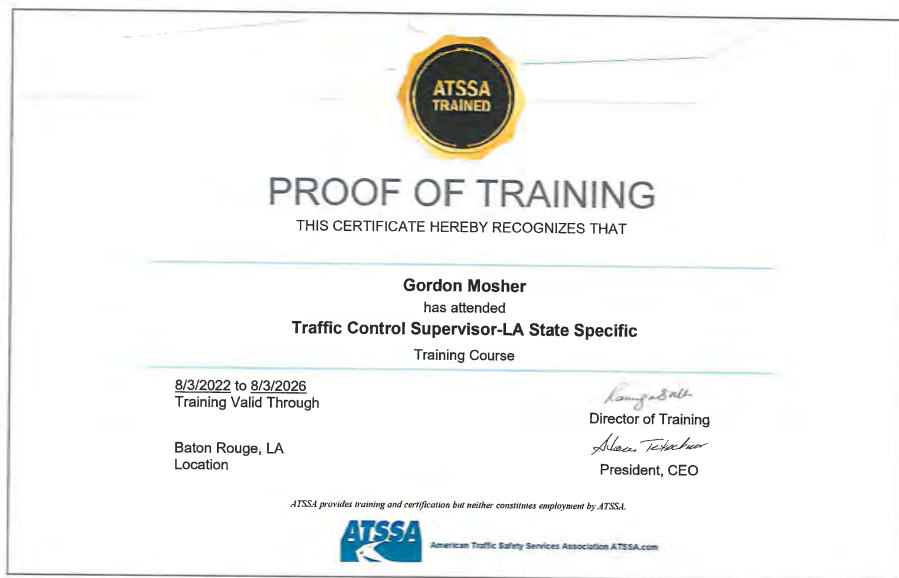 ATSSA
TRAINED
PROOF OF TRAINING
THIS CERTIFICATE HEREBY RECOGNIZES THAT
Gordon Mosher
has attended
Traffic Control Supervisor-LA State Specific
Training Course
8/3/2022 to 8/3/2026
Training Valid Through
Director of Training
Baton Rouge, LA
Location
President, CEO
ATSSA provides training and certification but neither constitutes employment by ATSSA.
ATSSA
American Traffic Safety Services Association ATSSA.com